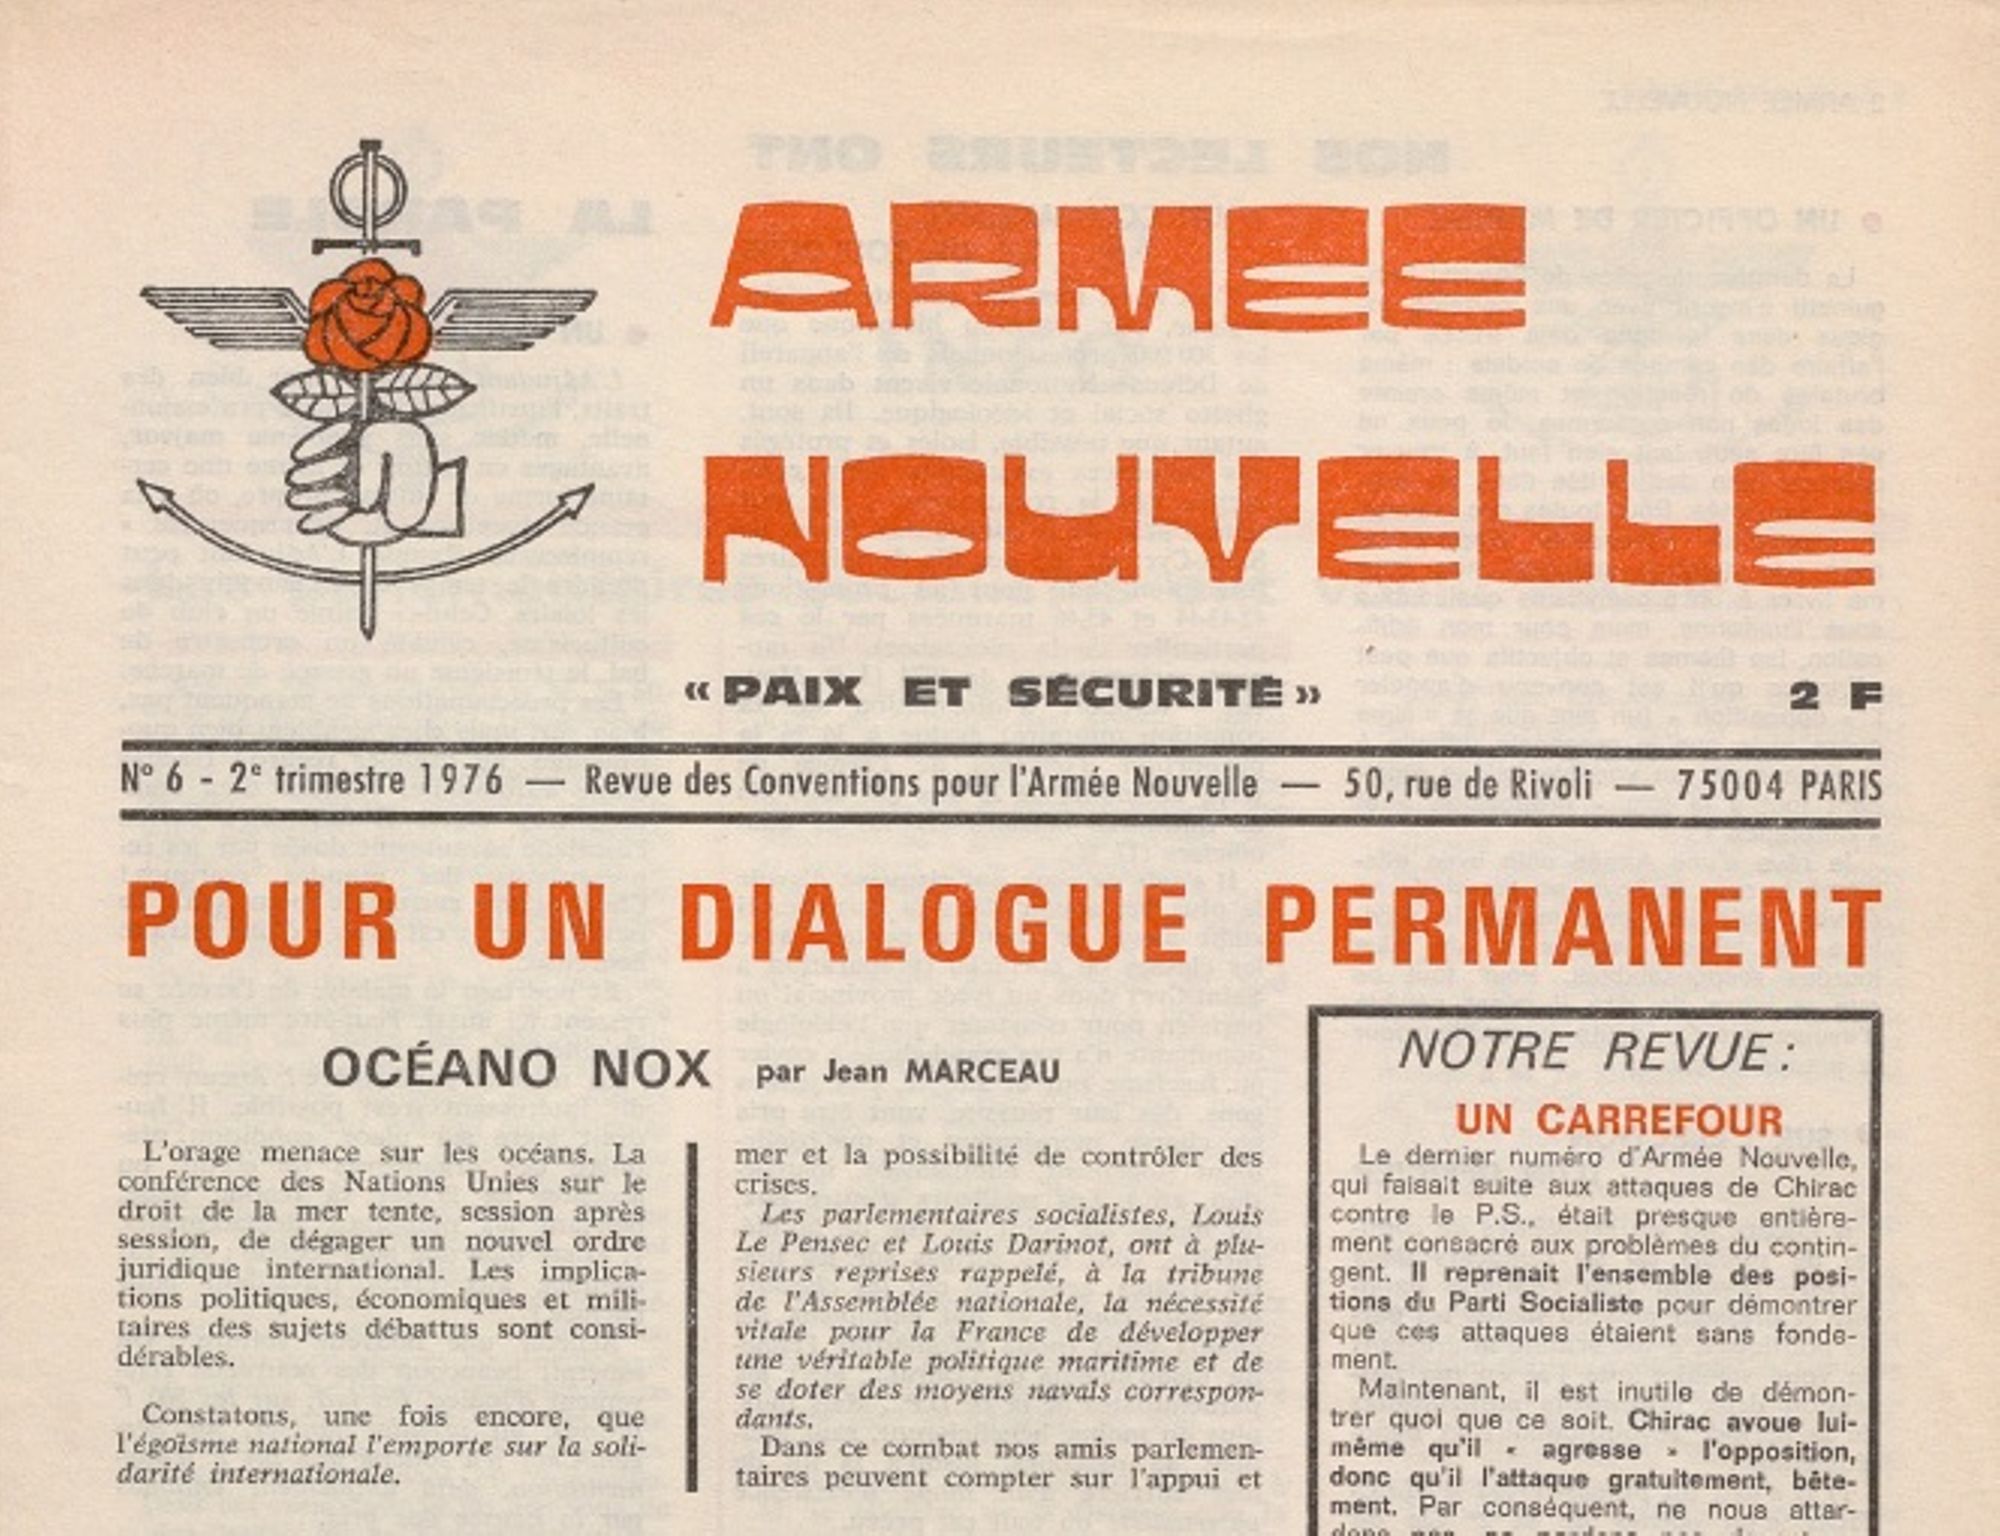 ARMEE
NOUVELLE
« PAIX ET SÉCURITÉ »
2 F
N° 6 - 2e trimestre 1976 — Revue des Conventions pour l'Armée Nouvelle — 50, rue de Rivoli — 75004 PARIS
POUR UN DIALOGUE PERMANENT
OCÉANO NOX par Jean MARCEAU
L'orage menace sur les océans. La
conférence des Nations Unies sur le
droit de la mer tente, session après
session, de dégager un nouvel ordre
juridique international. Les implica-
tions politiques, économiques et mili-
taires des sujets débattus sont consi-
dérables.
Constatons, une fois encore, que
l'égoïsme national l'emporte sur la soli-
darité internationale.
mer et la possibilité de contrôler des
crises.
Les parlementaires socialistes, Louis
Le Pensec et Louis Darinot, ont à plu-
sieurs reprises rappelé, à la tribune
de l'Assemblée nationale, la nécessité
vitale pour la France de développer
une véritable politique maritime et de
se doter des moyens navals correspon-
dants.
Dans ce combat nos amis parlemen-
taires peuvent compter sur l'appui et
NOTRE REVUE :
UN CARREFOUR
Le dernier numéro d'Armée Nouvelle,
qui faisait suite aux attaques de Chirac
contre le P.S., était presque entière-
ment consacré aux problèmes du contin-
gent. Il reprenait l'ensemble des posi-
tions du Parti Socialiste pour démontrer
que ces attaques étaient sans fonde-
ment.
Maintenant, il est inutile de démon-
trer quoi que ce soit. Chirac avoue lui-
même qu'il « agresse » l'opposition,
donc qu'il l'attaque gratuitement, bête-
ment. Par conséquent, ne nous attar-